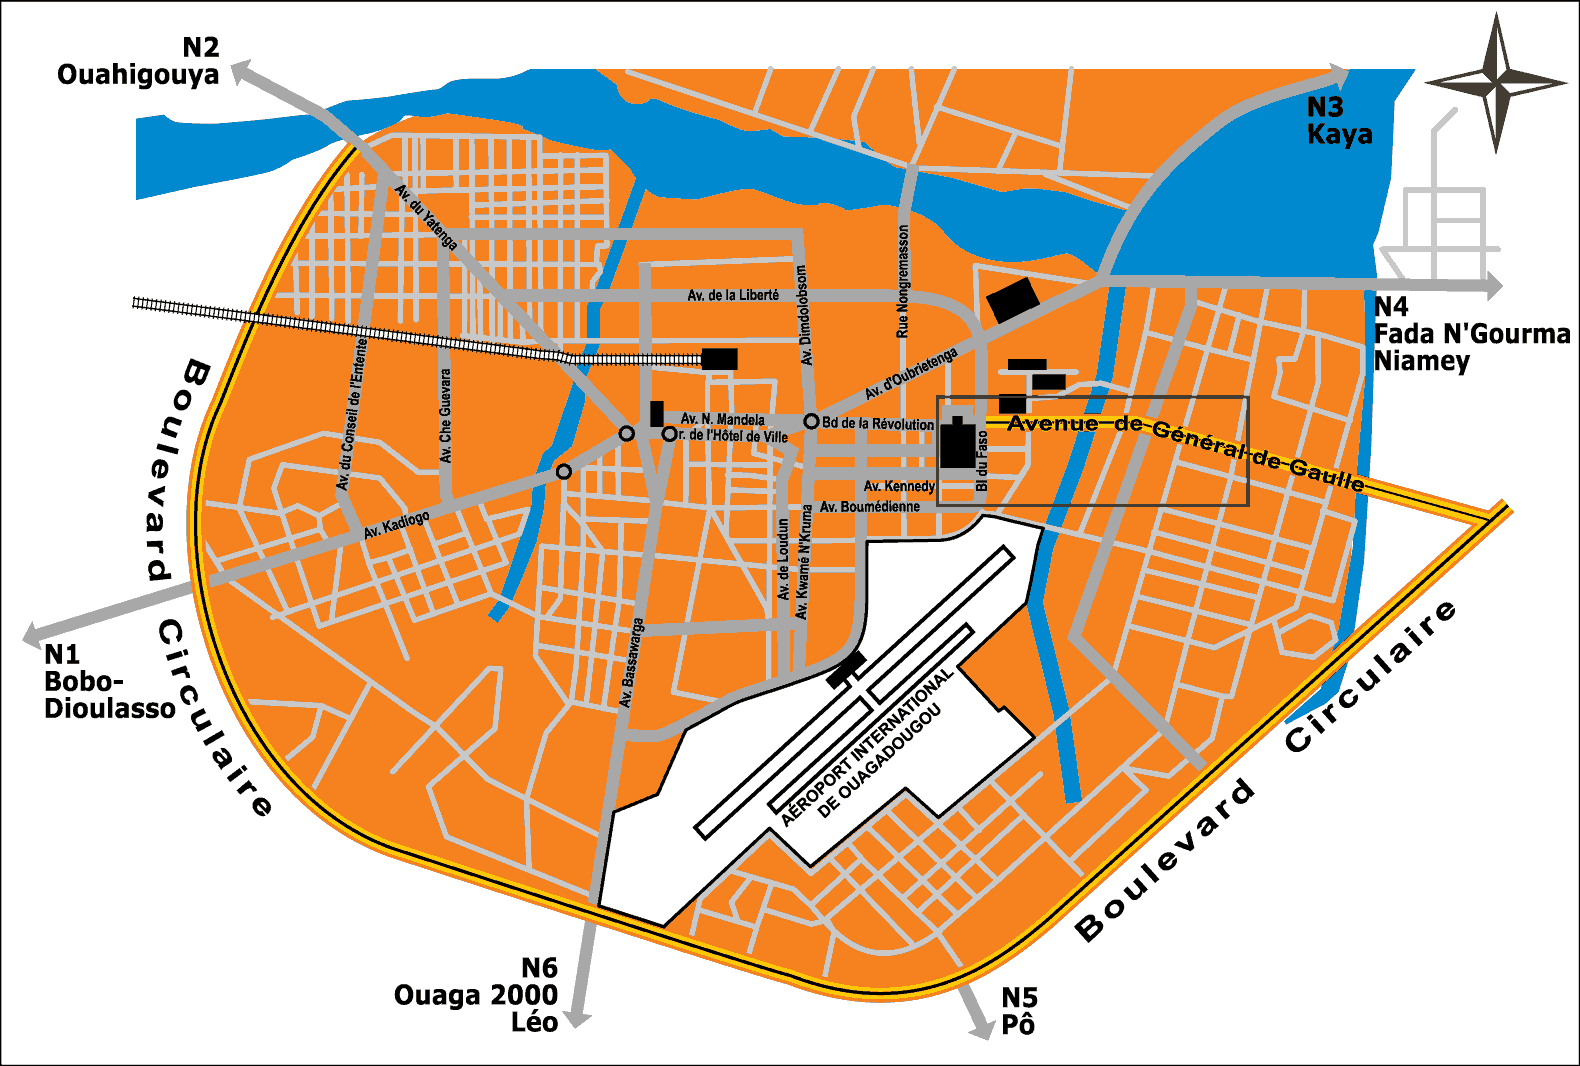 N2
Ouahigouya
N3
Kaya
N4
Fada N'Gourma
Niamey
Av. du Yatenga
Av. de la Liberté
Av. Dimdolobsom
Rue Nongremasson
Av. d'Oubrietenga
Boulevard Circulaire
Av. du Conseil de l'Entente
Av. Che Guevara
Av. N. Mandela
r. de l'Hôtel de Ville
Bd de la Révolution
Avenue de Général de Gaulle
Bl du Faso
Av. Kennedy
Av. Boumédienne
Av. Kadiogo
Av. de Loudun
Av. Kwamé N'Kruma
Av. Bassawarga
N1
Bobo-
Dioulasso
AÉROPORT INTERNATIONAL
DE OUAGADOUGOU
Boulevard Circulaire
N6
Ouaga 2000
Léo
N5
Pô